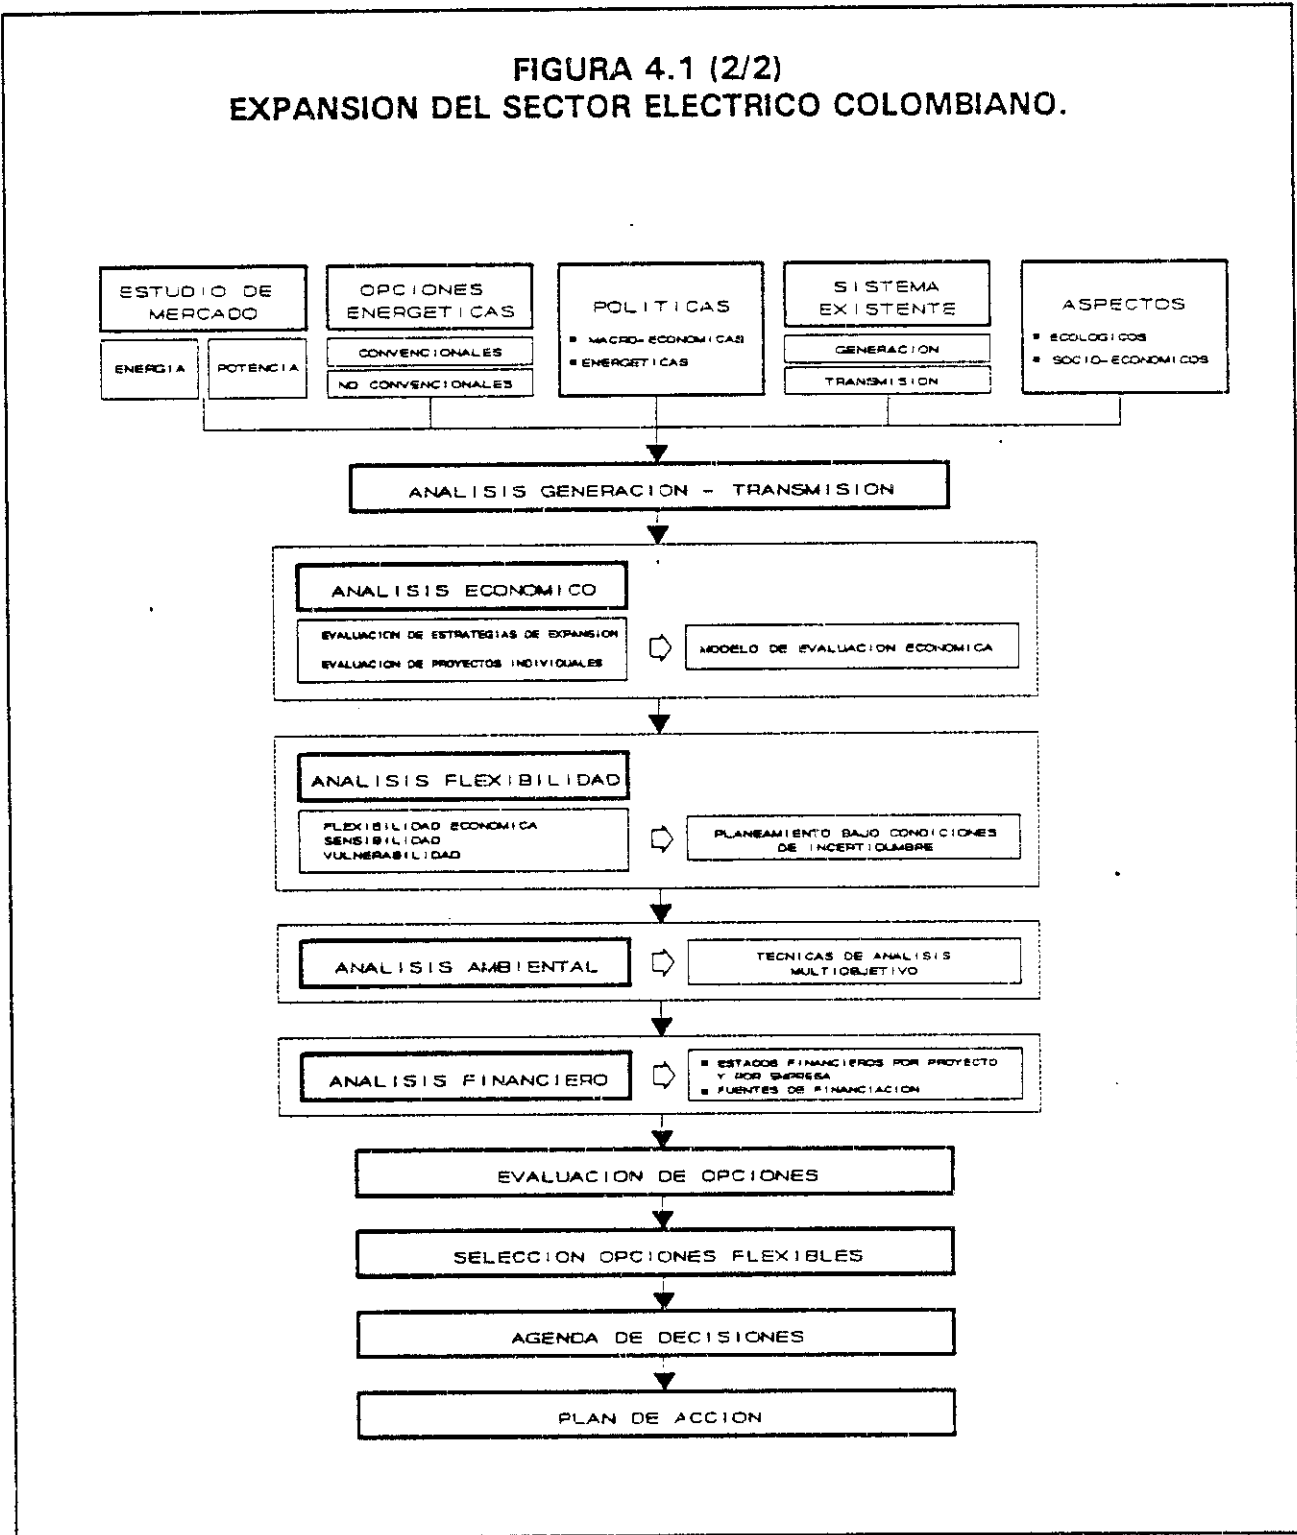 FIGURA 4.1 (2/2)
EXPANSION DEL SECTOR ELECTRICO COLOMBIANO.
ESTUDIO DE
MERCADO
ENERGIA
POTENCIA
OPCIONES
ENERGETICAS
CONVENCIONALES
NO CONVENCIONALES
POLITICAS
▪ MACRO-ECONOMICAS
▪ ENERGETICAS
SISTEMA
EXISTENTE
GENERACION
TRANSMISION
ASPECTOS
▪ ECOLOGICOS
▪ SOCIO-ECONOMICOS
ANALISIS GENERACION - TRANSMISION
ANALISIS ECONOMICO
EVALUACION DE ESTRATEGIAS DE EXPANSION
EVALUACION DE PROYECTOS INDIVIDUALES
MODELO DE EVALUACION ECONOMICA
ANALISIS FLEXIBILIDAD
FLEXIBILIDAD ECONOMICA
SENSIBILIDAD
VULNERABILIDAD
PLANEAMIENTO BAJO CONDICIONES
DE INCERTIDUMBRE
ANALISIS AMBIENTAL
TECNICAS DE ANALISIS
MULTIOBJETIVO
ANALISIS FINANCIERO
▪ ESTADOS FINANCIEROS POR PROYECTO
Y POR EMPRESA
▪ FUENTES DE FINANCIACION
EVALUACION DE OPCIONES
SELECCION OPCIONES FLEXIBLES
AGENDA DE DECISIONES
PLAN DE ACCION